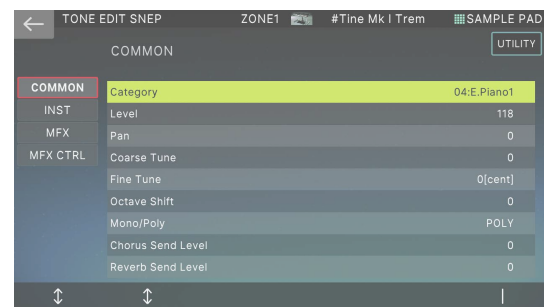 TONE EDIT SNEP ZONE1 #Tine Mk I Trem SAMPLE PAD
COMMON UTILITY
COMMON
INST
MFX
MFX CTRL
Category 04:E.Piano1
Level 118
Pan 0
Coarse Tune 0
Fine Tune 0[cent]
Octave Shift 0
Mono/Poly POLY
Chorus Send Level 0
Reverb Send Level 0